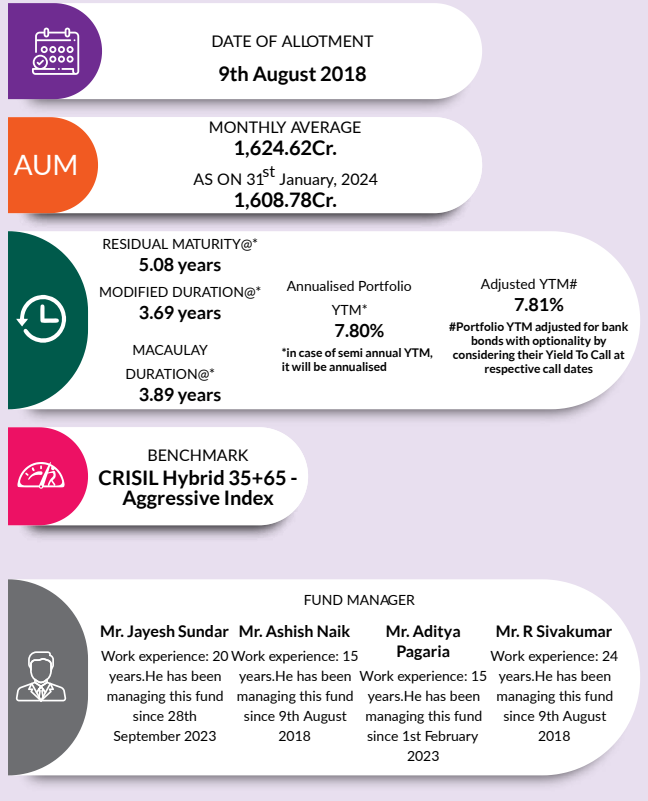 DATE OF ALLOTMENT
9th August 2018
AUM
MONTHLY AVERAGE
1,624.62Cr.
AS ON 31st January, 2024
1,608.78Cr.
RESIDUAL MATURITY@*
5.08 years
MODIFIED DURATION@*
3.69 years
MACAULAY
DURATION@*
3.89 years
Annualised Portfolio
YTM*
7.80%
*in case of semi annual YTM,
it will be annualised
Adjusted YTM#
7.81%
#Portfolio YTM adjusted for bank
bonds with optionality by
considering their Yield To Call at
respective call dates
BENCHMARK
CRISIL Hybrid 35+65 -
Aggressive Index
FUND MANAGER
Mr. Jayesh Sundar
Work experience: 20
years.He has been
managing this fund
since 28th
September 2023
Mr. Ashish Naik
Work experience: 15
years.He has been
managing this fund
since 9th August
2018
Mr. Aditya
Pagaria
Work experience: 15
years.He has been
managing this fund
since 1st February
2023
Mr. R Sivakumar
Work experience: 24
years.He has been
managing this fund
since 9th August
2018